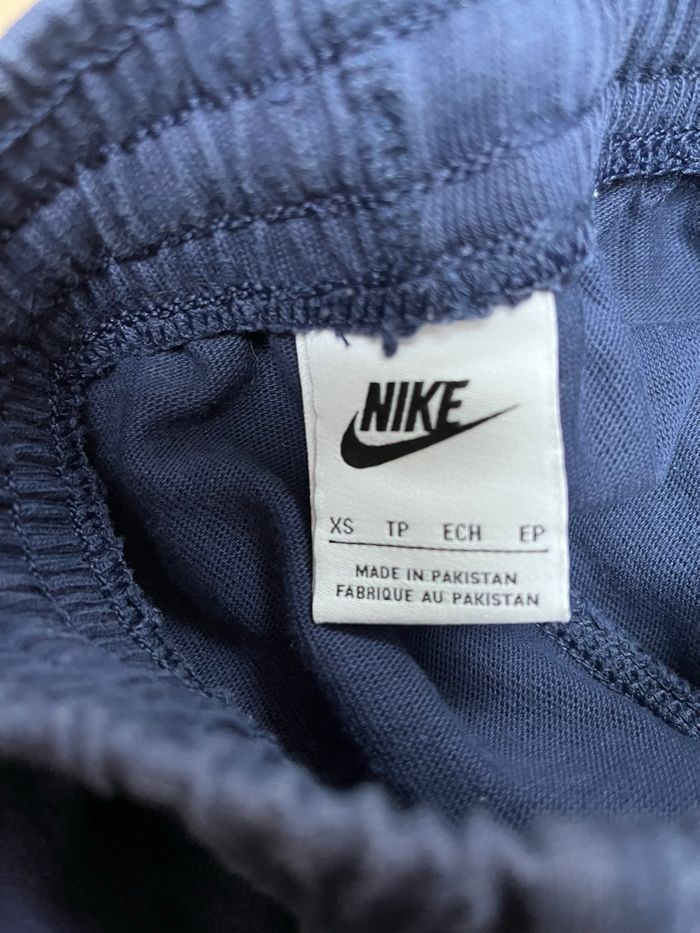 NIKE
XS TP ECH EP
MADE IN PAKISTAN
FABRIQUE AU PAKISTAN